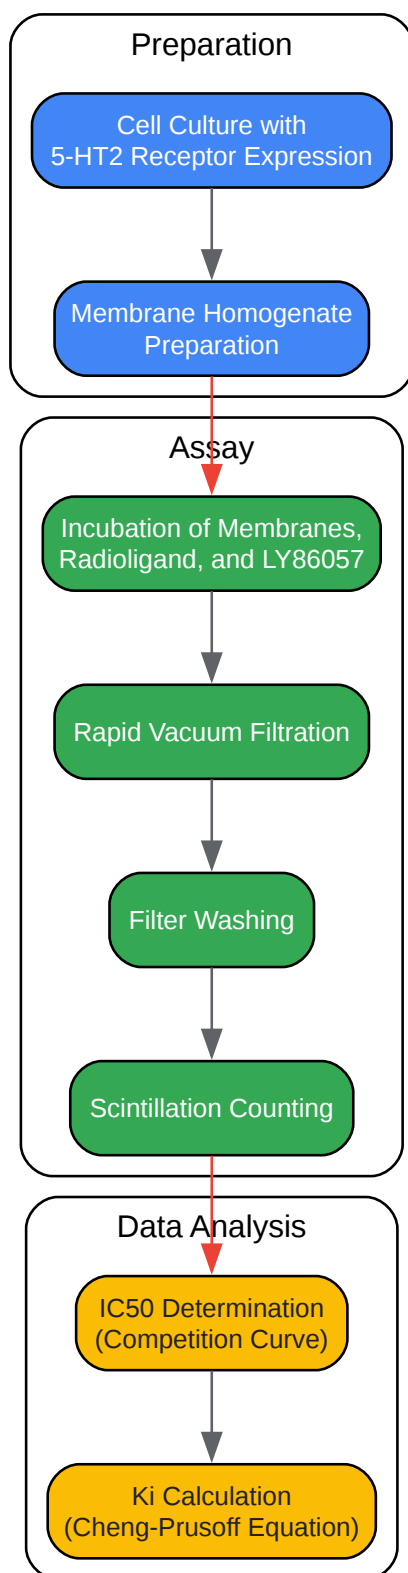 Preparation
Cell Culture with
5-HT2 Receptor Expression
Membrane Homogenate
Preparation
Assay
Incubation of Membranes,
Radioligand, and LY86057
Rapid Vacuum Filtration
Filter Washing
Scintillation Counting
Data Analysis
IC50 Determination
(Competition Curve)
Ki Calculation
(Cheng-Prusoff Equation)